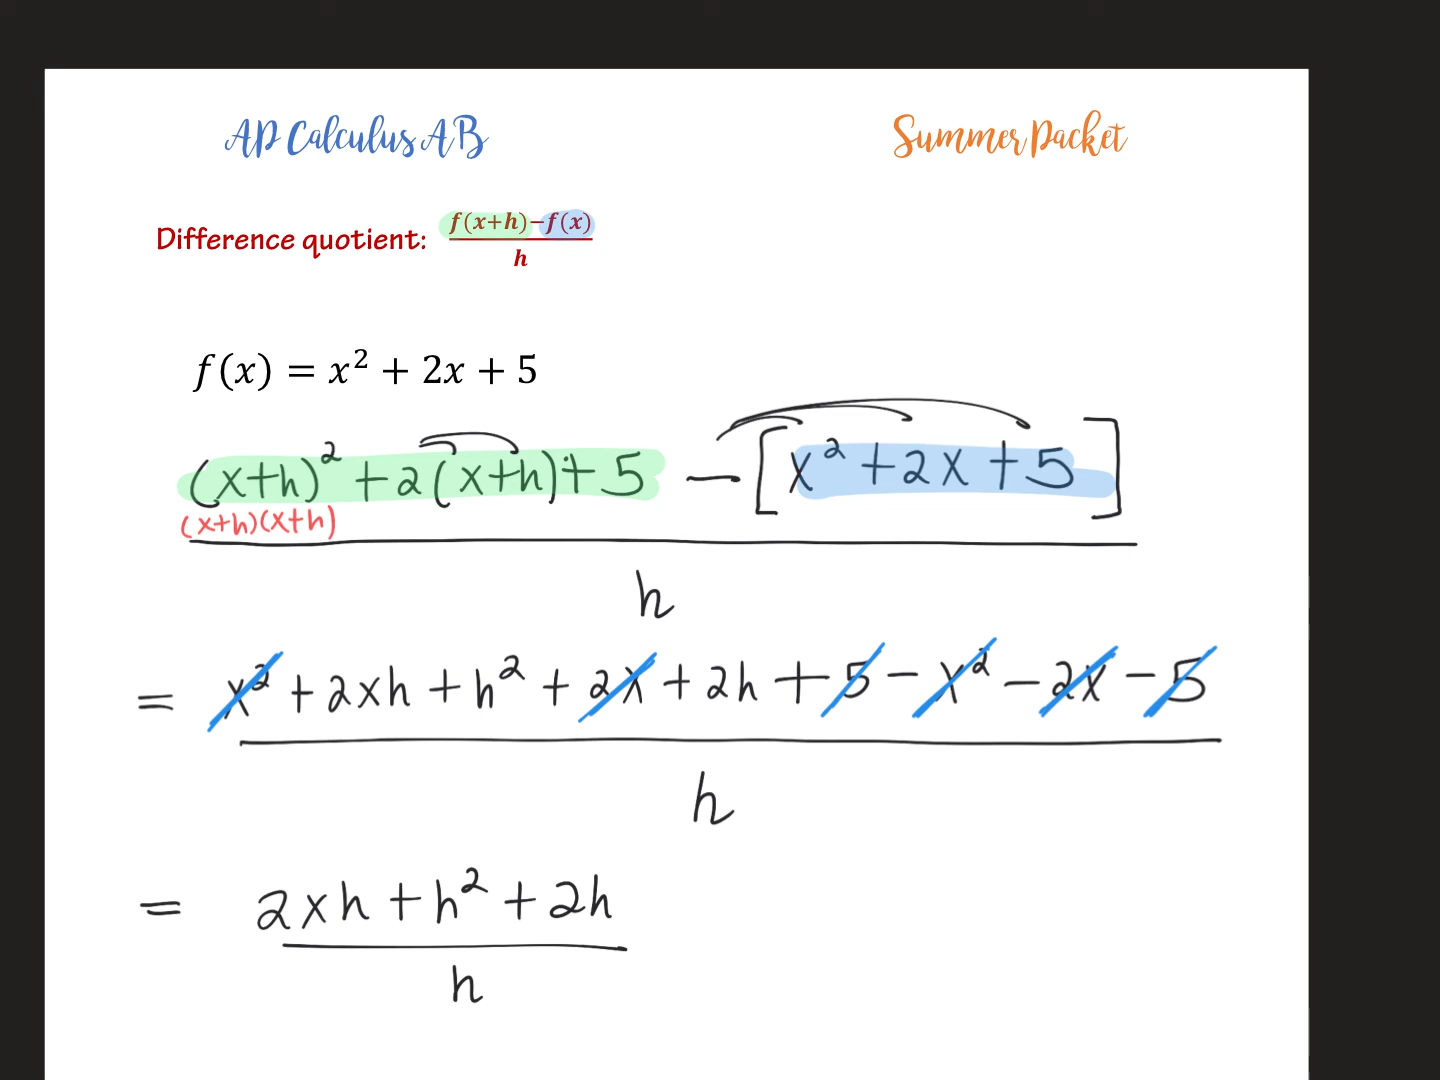 AP Calculus AB Summer Packet
Difference quotient: f(x+h)−f(x)
h
f(x) = x² + 2x + 5
(x+h)² + 2(x+h) + 5 − [x² + 2x + 5]
(x+h)(x+h)
h
= x² + 2xh + h² + 2x + 2h + 5 − x² − 2x − 5
h
= 2xh + h² + 2h
h